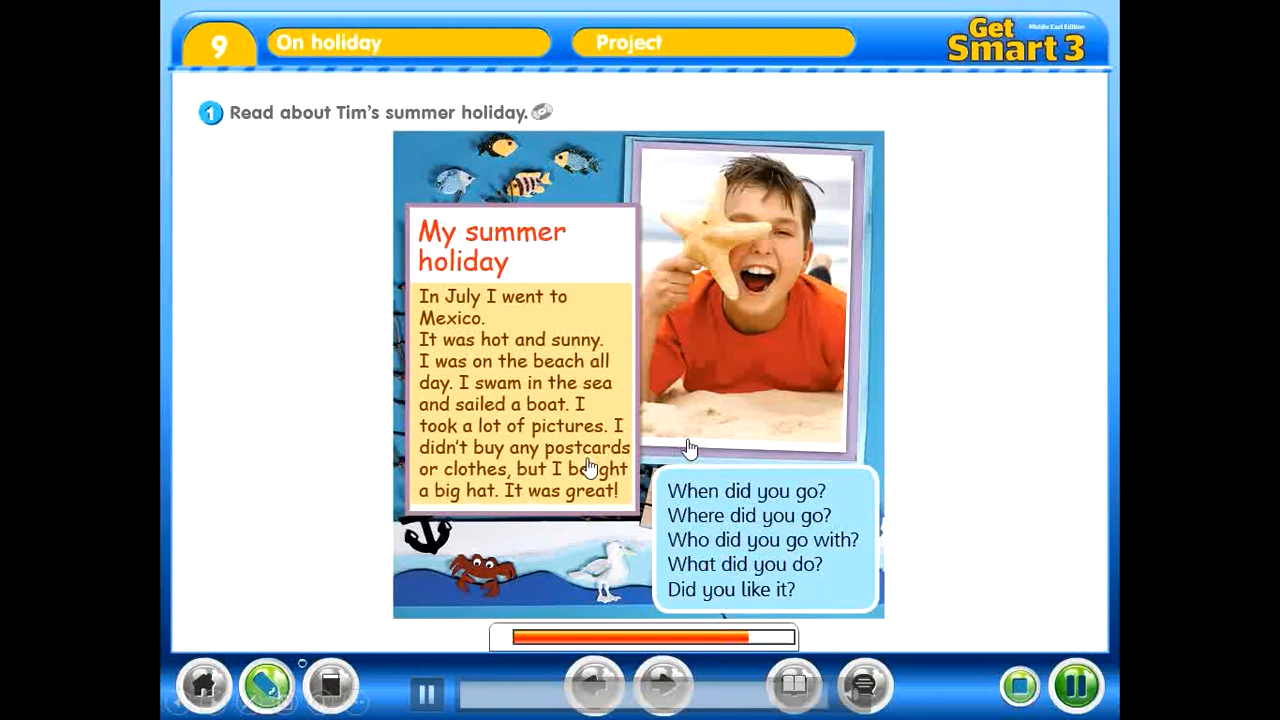 9
On holiday
Project
Get
Middle East Edition
Smart 3
1 Read about Tim's summer holiday.
My summer
holiday
In July I went to
Mexico.
It was hot and sunny.
I was on the beach all
day. I swam in the sea
and sailed a boat. I
took a lot of pictures. I
didn't buy any postcards
or clothes, but I bought
a big hat. It was great!
When did you go?
Where did you go?
Who did you go with?
What did you do?
Did you like it?